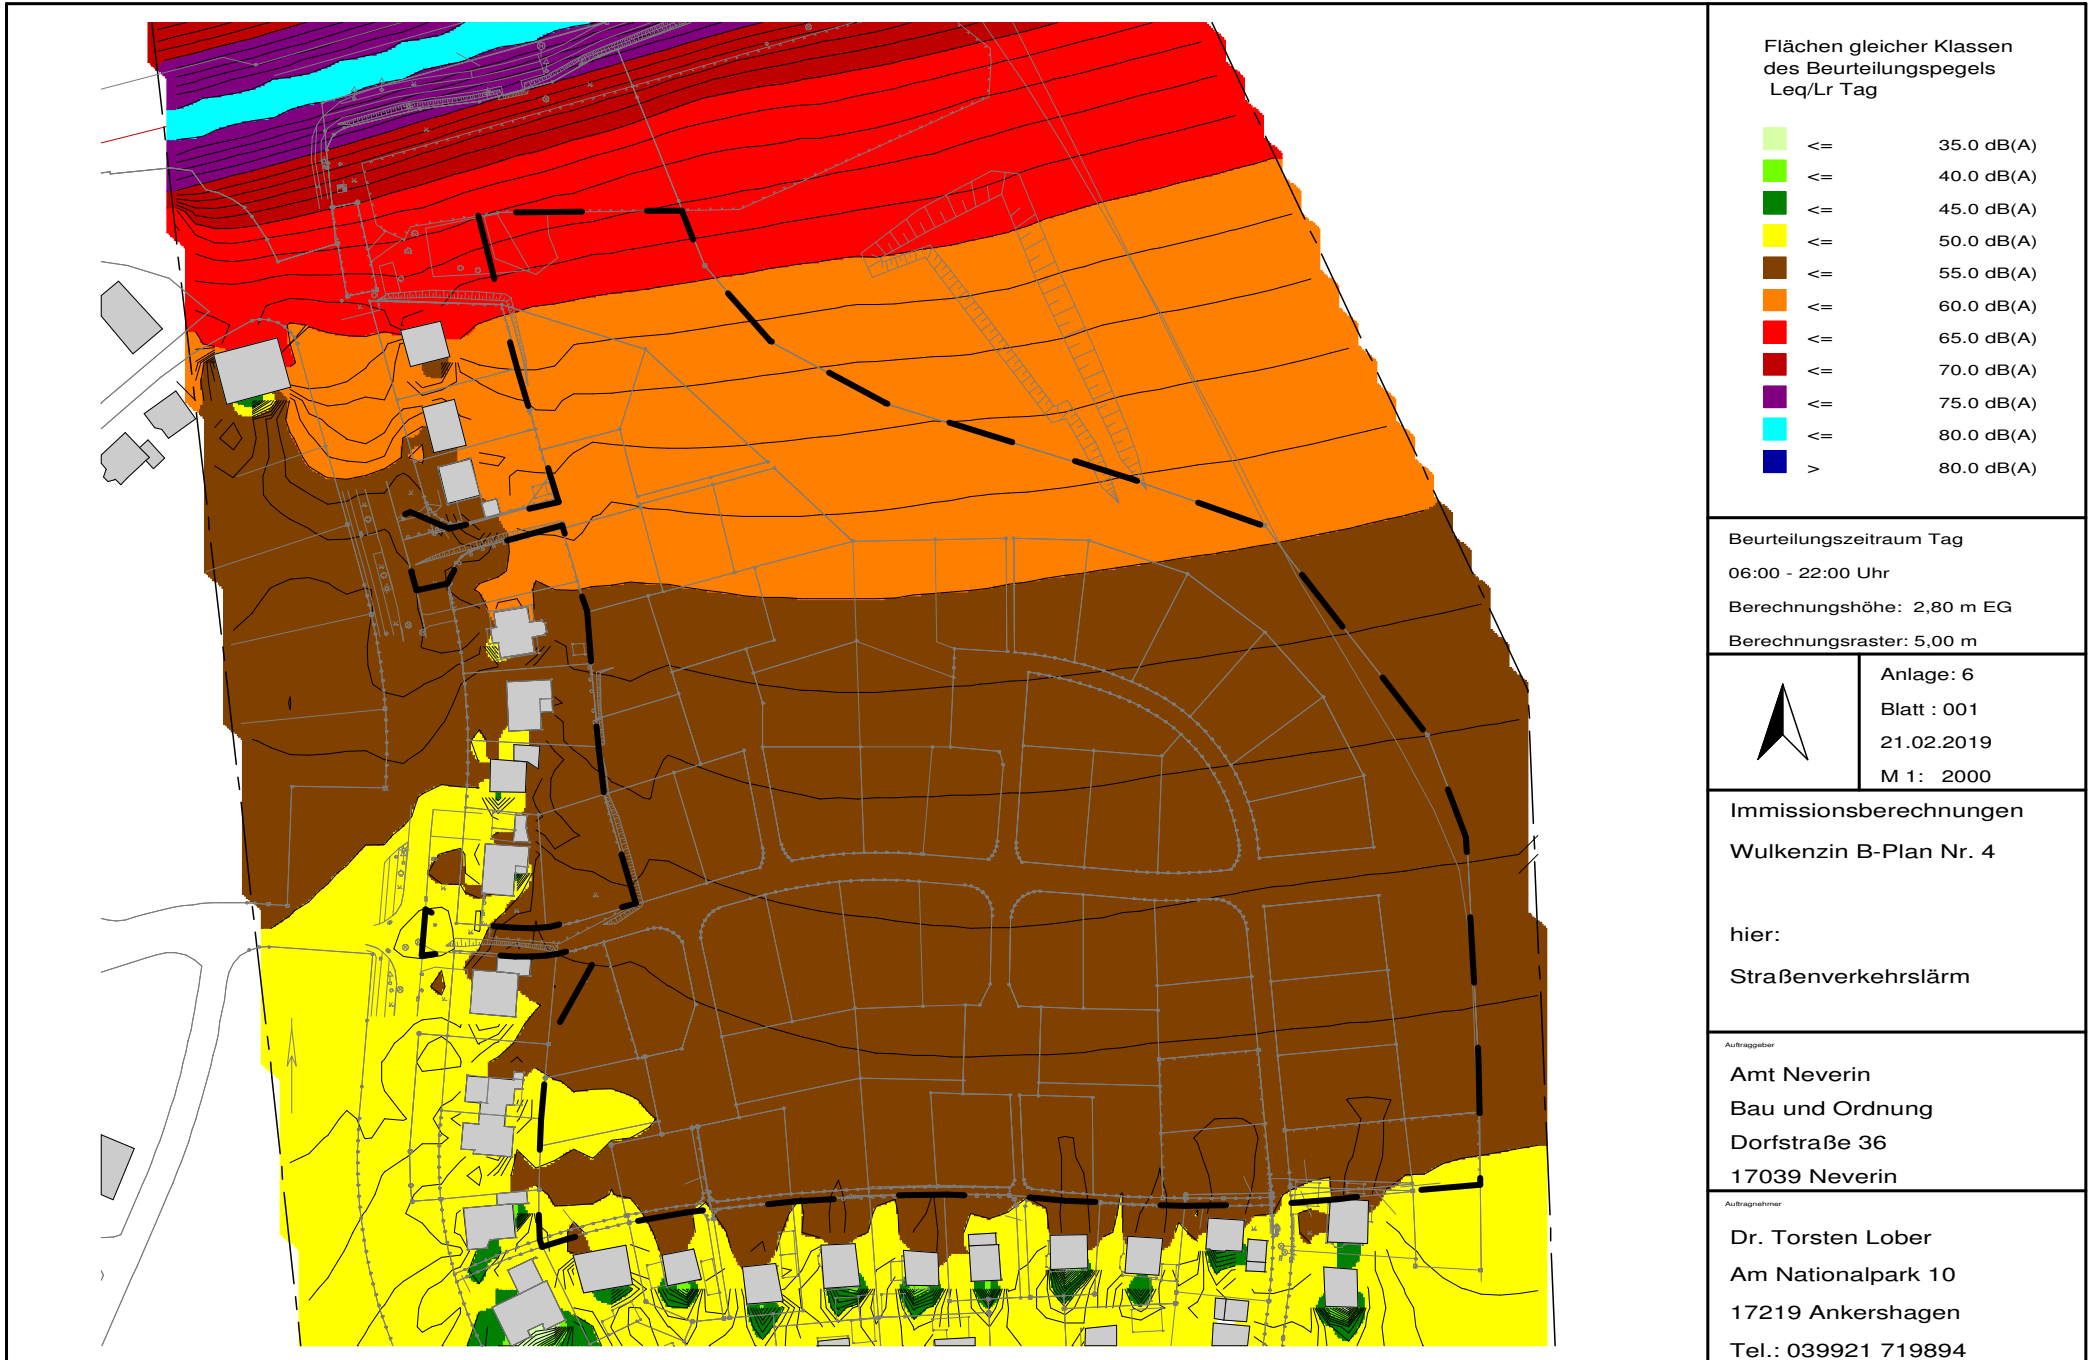 Flächen gleicher Klassen
des Beurteilungspegels
Leq/Lr Tag
<= 35.0 dB(A)
<= 40.0 dB(A)
<= 45.0 dB(A)
<= 50.0 dB(A)
<= 55.0 dB(A)
<= 60.0 dB(A)
<= 65.0 dB(A)
<= 70.0 dB(A)
<= 75.0 dB(A)
<= 80.0 dB(A)
> 80.0 dB(A)
Beurteilungszeitraum Tag
06:00 - 22:00 Uhr
Berechnungshöhe: 2,80 m EG
Berechnungsraster: 5,00 m
Anlage: 6
Blatt : 001
21.02.2019
M 1: 2000
Immissionsberechnungen
Wulkenzin B-Plan Nr. 4
hier:
Straßenverkehrslärm
Auftraggeber
Amt Neverin
Bau und Ordnung
Dorfstraße 36
17039 Neverin
Auftragnehmer
Dr. Torsten Lober
Am Nationalpark 10
17219 Ankershagen
Tel.: 039921 719894